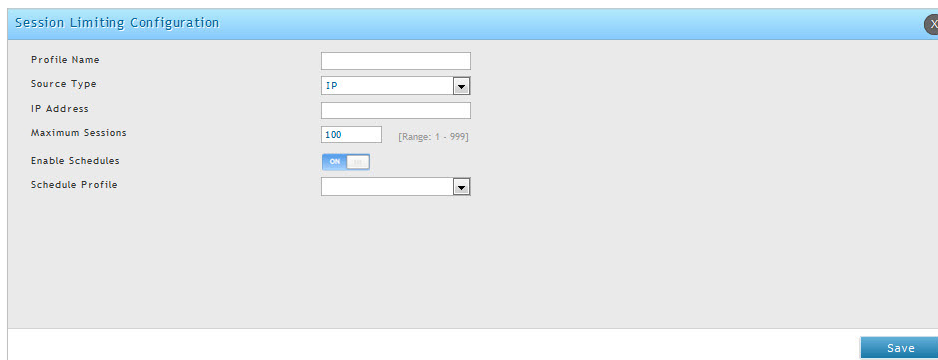 Session Limiting Configuration
X
Profile Name
Source Type IP
IP Address
Maximum Sessions 100 [Range: 1 - 999]
Enable Schedules ON
Schedule Profile
Save